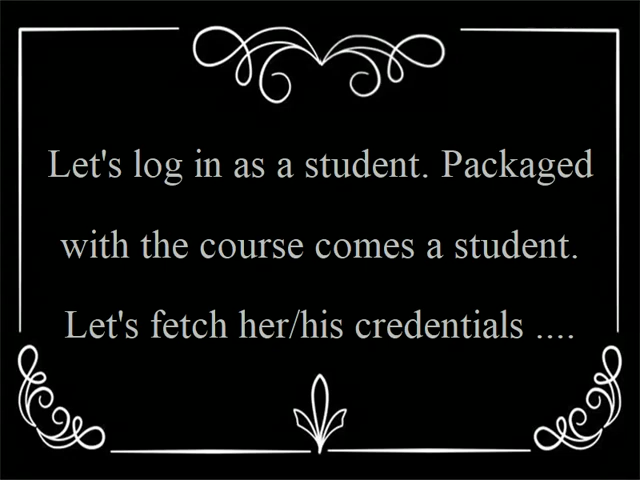 Let's log in as a student. Packaged
with the course comes a student.
Let's fetch her/his credentials ....